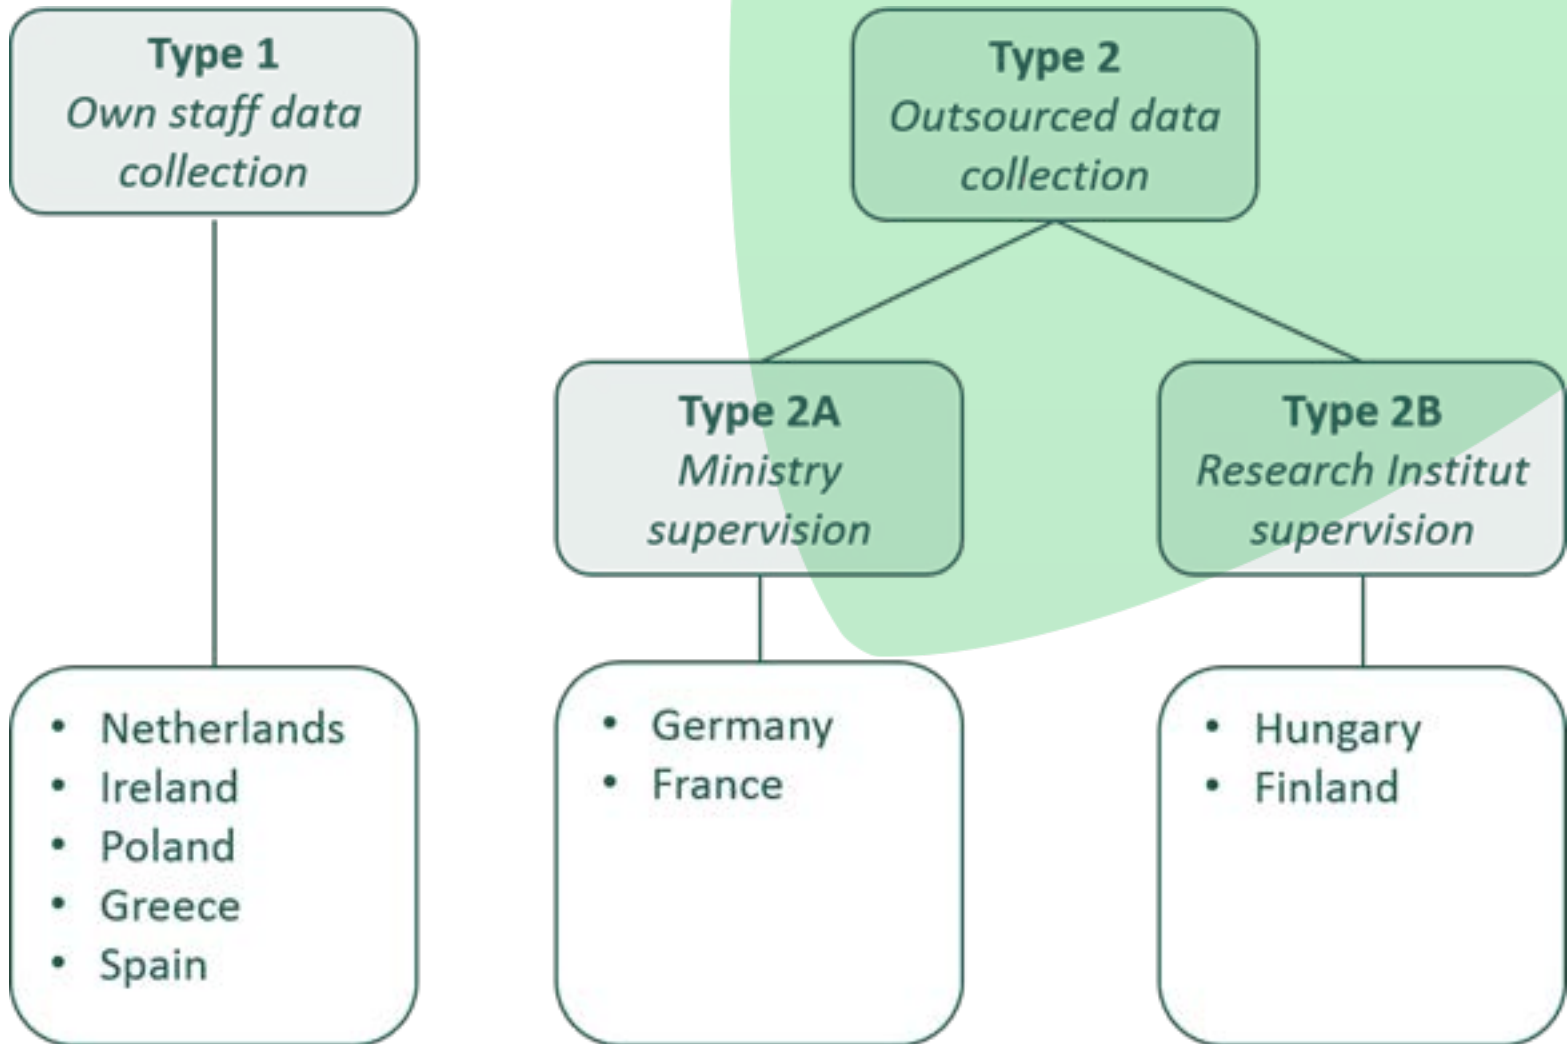 Type 1
Own staff data
collection
Type 2
Outsourced data
collection
Type 2A
Ministry
supervision
Type 2B
Research Institut
supervision
• Netherlands
• Ireland
• Poland
• Greece
• Spain
• Germany
• France
• Hungary
• Finland